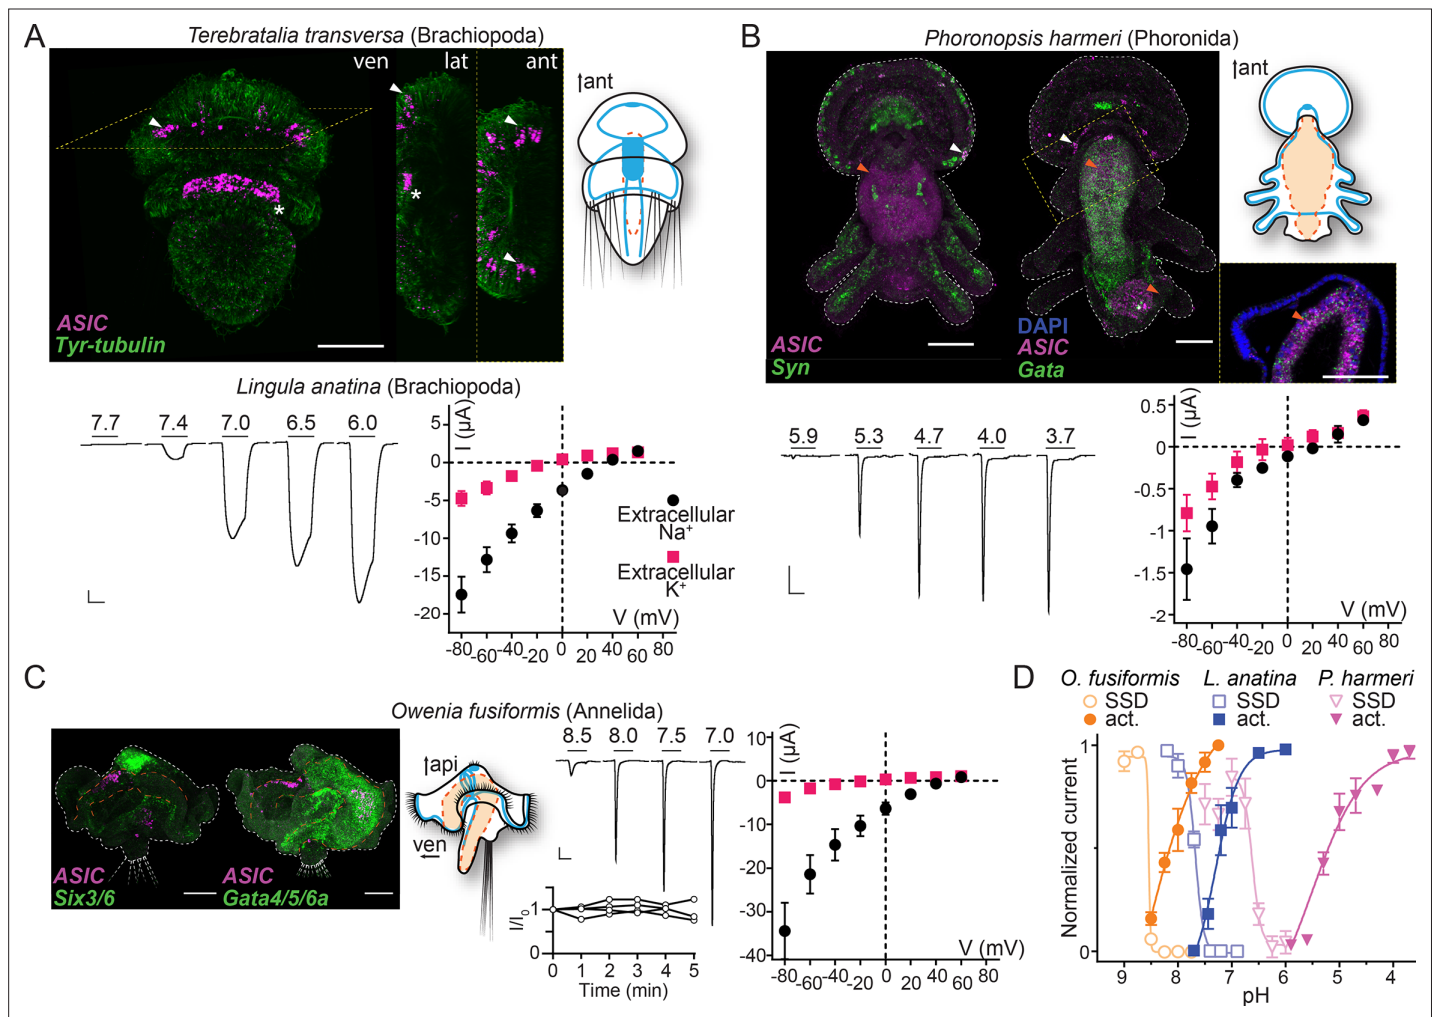 A
Terebratalia transversa (Brachiopoda)
ven
lat
ant
↑ant
ASIC
Tyr-tubulin
Lingula anatina (Brachiopoda)
7.7 7.4 7.0 6.5 6.0
I (µA)
5
0
-5
-10
-15
-20
-80 -60 -40 -20 0 20 40 60 80
V (mV)
Extracellular
Na+
Extracellular
K+
B
Phoronopsis harmeri (Phoronida)
↑ant
ASIC
Syn
DAPI
ASIC
Gata
5.9 5.3 4.7 4.0 3.7
I (µA)
0.5
0
-0.5
-1
-1.5
-2
-80 -60 -40 -20 0 20 40 60 80
V (mV)
C
Owenia fusiformis (Annelida)
ASIC
Six3/6
ASIC
Gata4/5/6a
↑api
ven
←
8.5 8.0 7.5 7.0
I/I0
1
0
0 1 2 3 4 5
Time (min)
I (µA)
10
0
-10
-20
-30
-40
-80 -60 -40 -20 0 20 40 60 80
V (mV)
D
O. fusiformis L. anatina P. harmeri
SSD SSD SSD
act. act. act.
Normalized current
1
0
9 8 7 6 5 4
pH